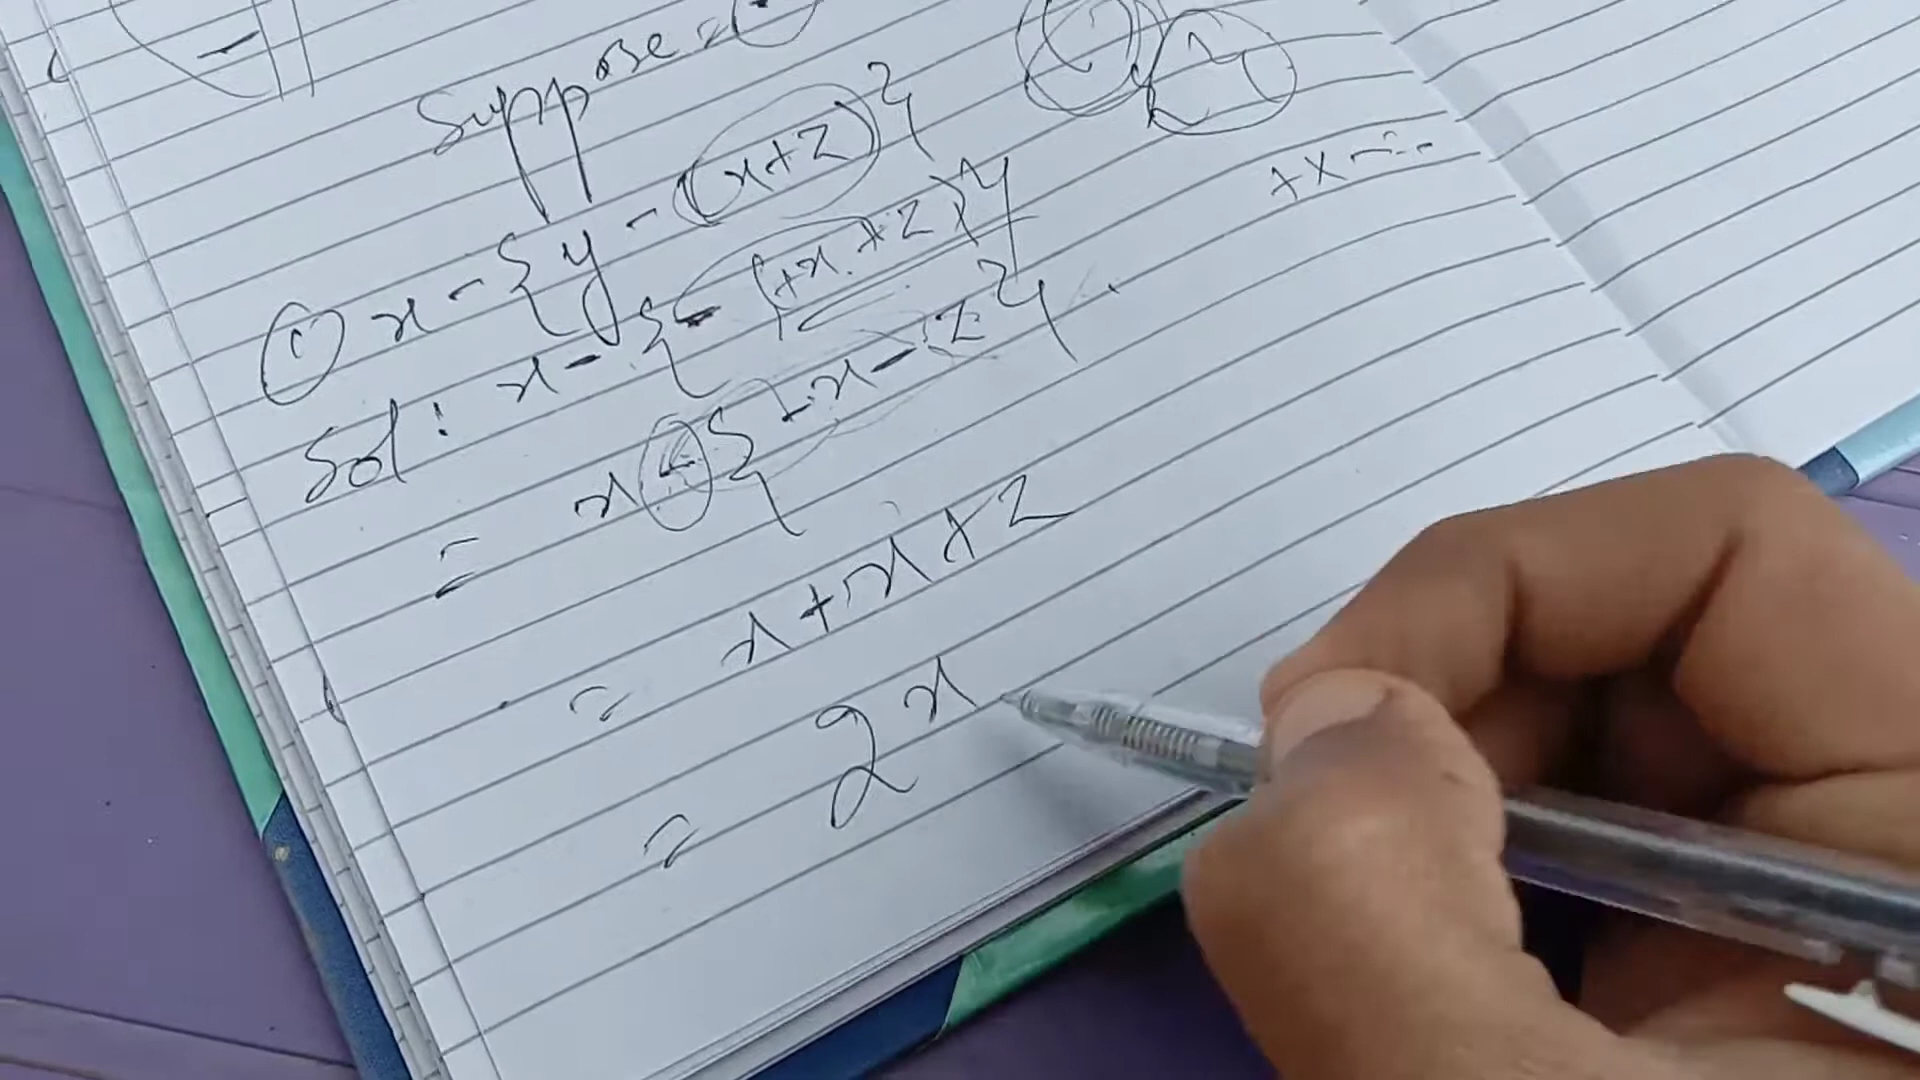 Suppose :-
① x - {y - (x+z)}
Sol : x - {- (+x+z)}
= x - {-x - z}
= x + x + z
= 2x
+ x - = -